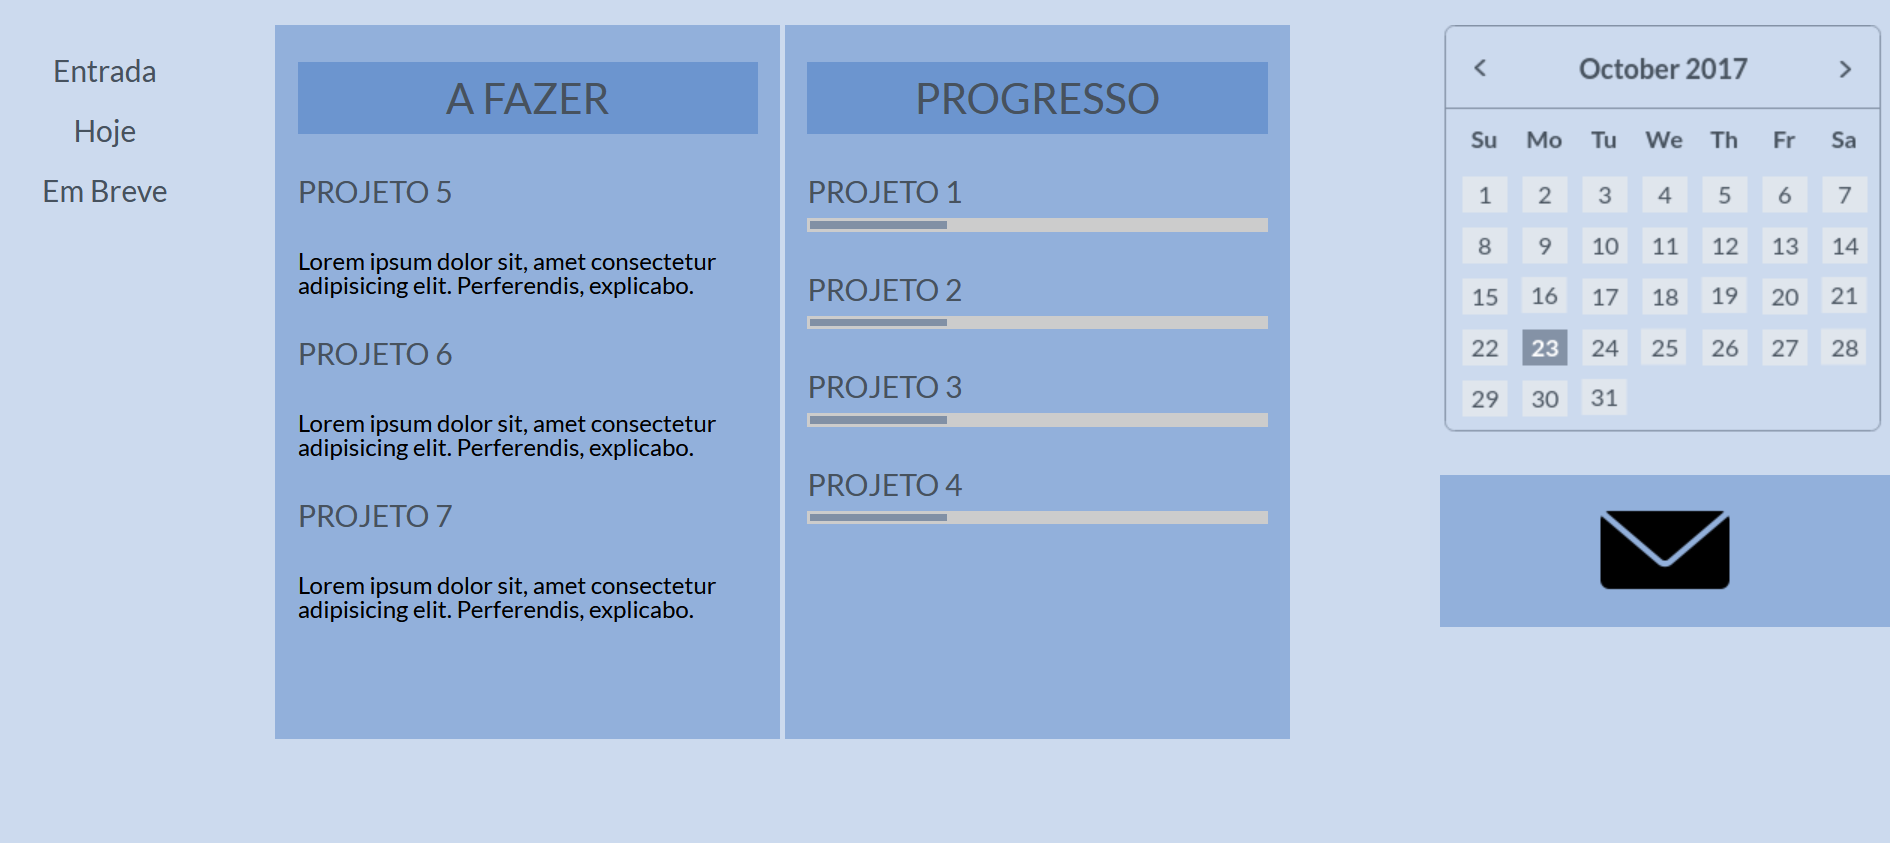 Entrada
Hoje
Em Breve
A FAZER
PROJETO 5
Lorem ipsum dolor sit, amet consectetur
adipisicing elit. Perferendis, explicabo.
PROJETO 6
Lorem ipsum dolor sit, amet consectetur
adipisicing elit. Perferendis, explicabo.
PROJETO 7
Lorem ipsum dolor sit, amet consectetur
adipisicing elit. Perferendis, explicabo.
PROGRESSO
PROJETO 1
PROJETO 2
PROJETO 3
PROJETO 4
October 2017
Su Mo Tu We Th Fr Sa
1 2 3 4 5 6 7
8 9 10 11 12 13 14
15 16 17 18 19 20 21
22 23 24 25 26 27 28
29 30 31